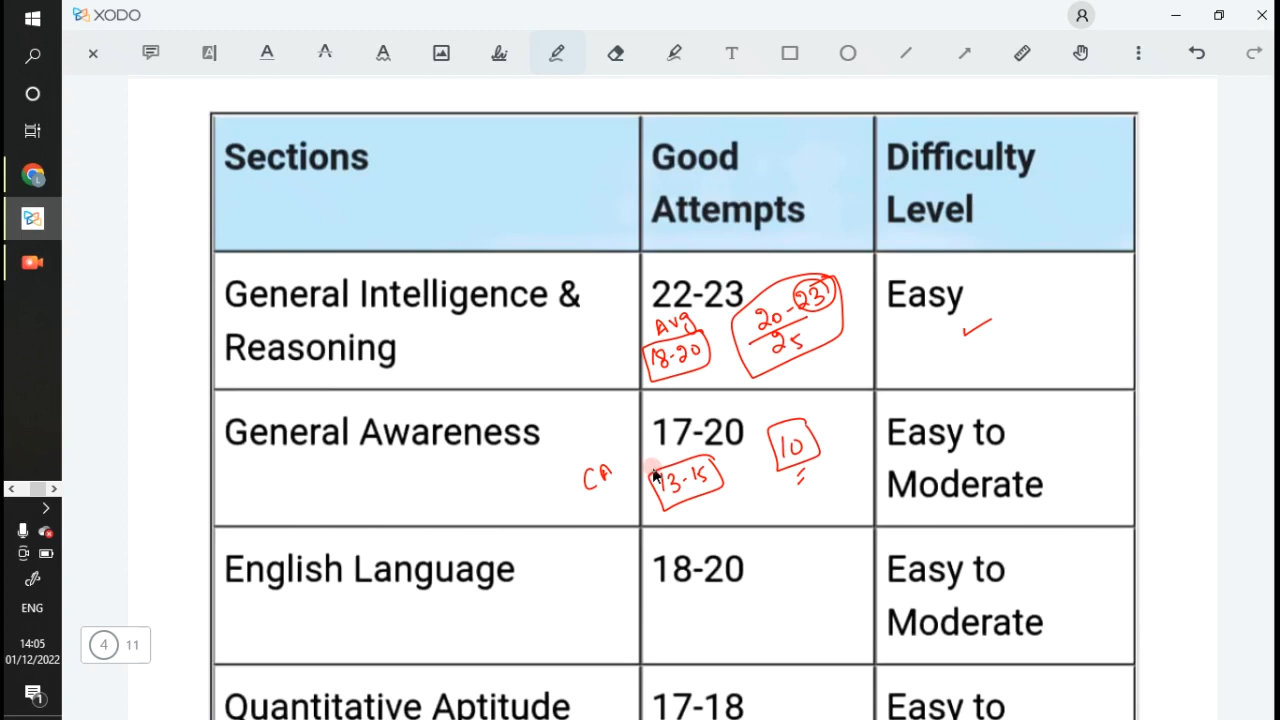 XODO
Sections
Good Attempts
Difficulty Level
General Intelligence & Reasoning
22-23
Avg
18-20
20-23
25
Easy
General Awareness
17-20
10
CA
13-15
Easy to Moderate
English Language
18-20
Easy to Moderate
Quantitative Aptitude
17-18
Easy to
4 11
ENG
14:05
01/12/2022
1